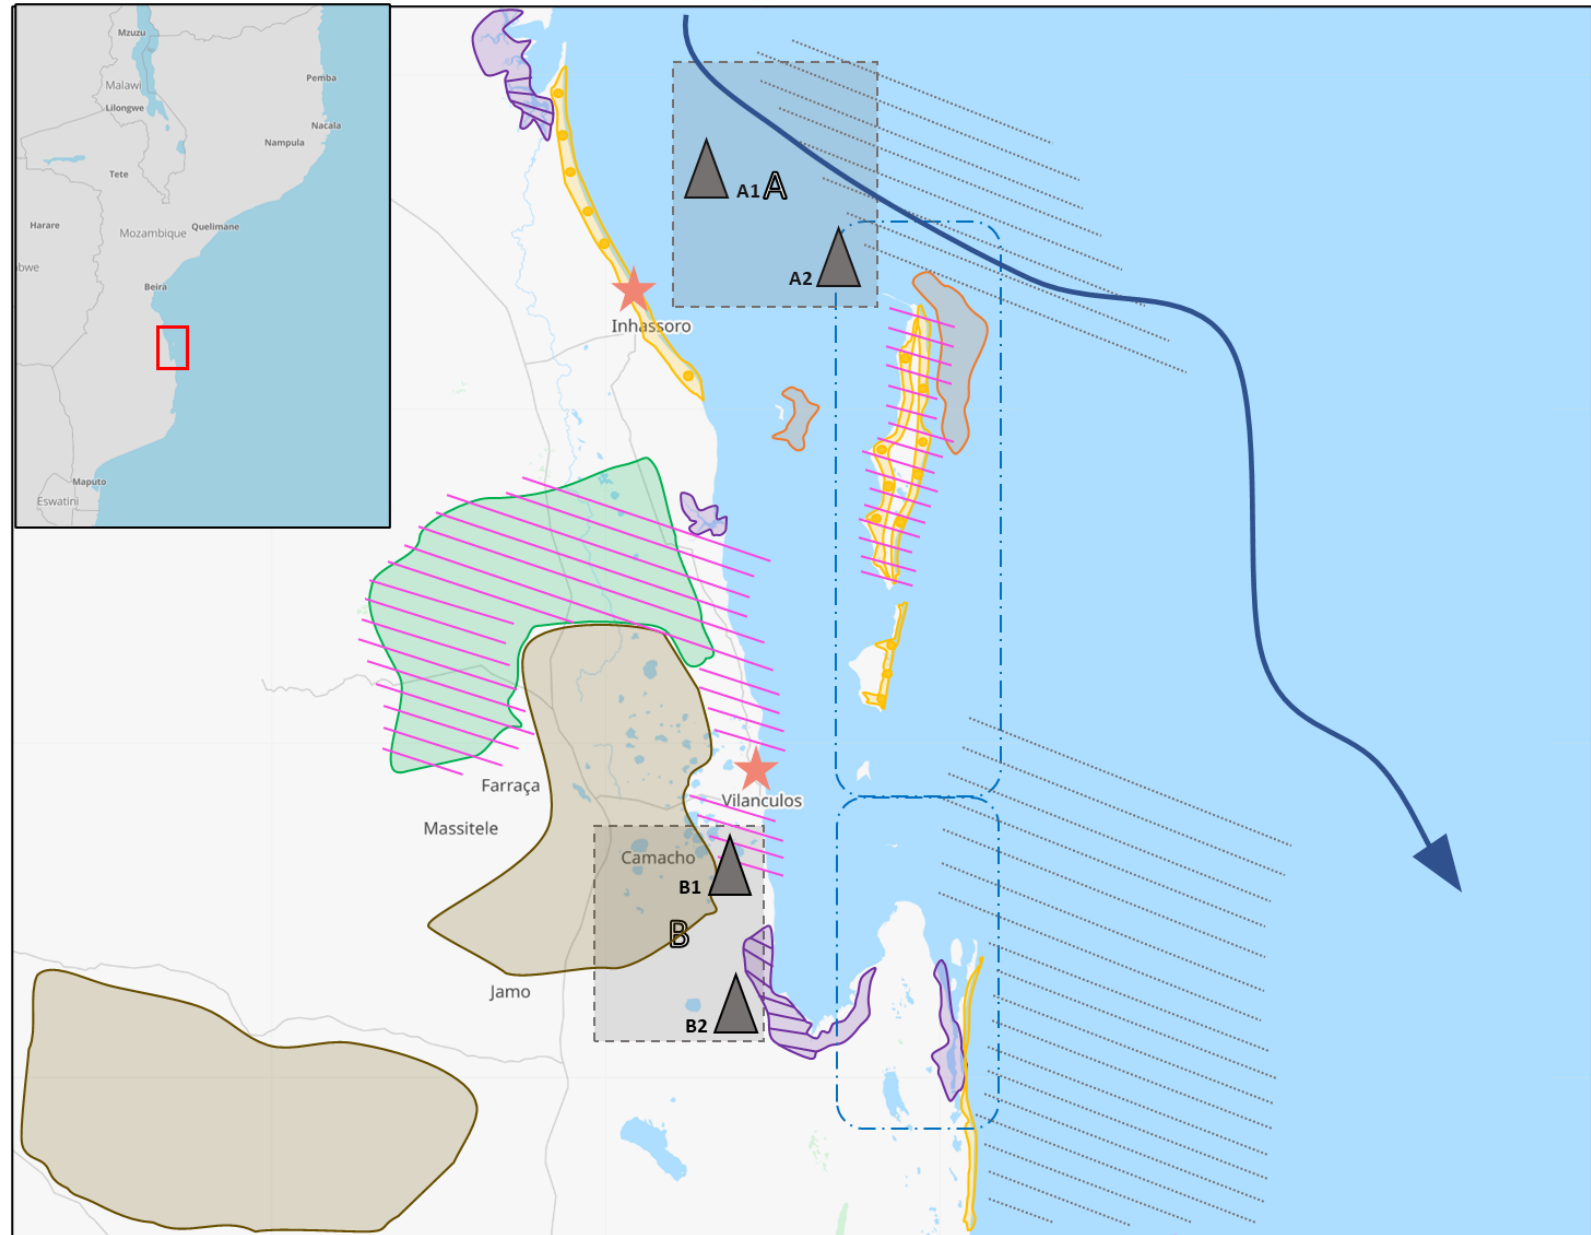 Mzuzu
Pemba
Malawi
Lilongwe
Nacala
Nampula
Tete
Harare
Mozambique
Quelimane
bwe
Beira
Maputo
Eswatini
A1
A
A2
Inhassoro
Farraça
Vilanculos
Massitele
Camacho
B1
B
Jamo
B2